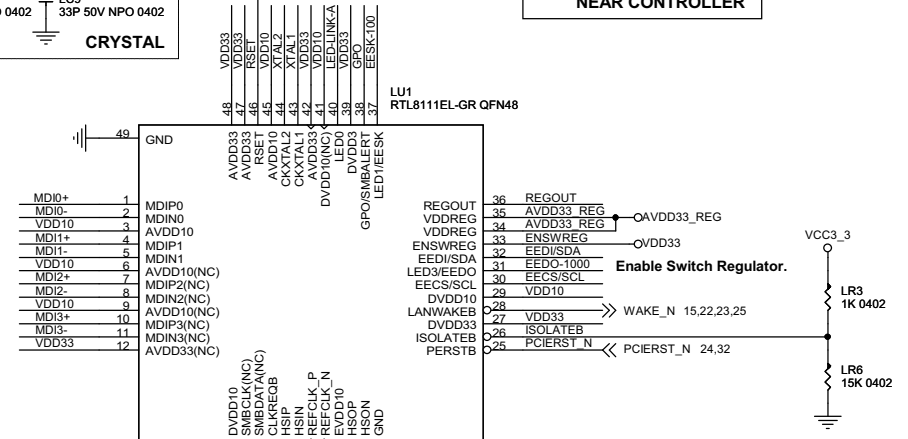 0402
LC9
33P 50V NPO 0402
CRYSTAL
NEAR CONTROLLER
VDD33
VDD33
RSET
VDD10
XTAL2
XTAL1
VDD33
VDD10
LED-LINK-A
VDD33
GPO
EESK-100
48
47
46
45
44
43
42
41
40
39
38
37
LU1
RTL8111EL-GR QFN48
AVDD33
AVDD33
RSET
AVDD10
CKXTAL2
CKXTAL1
AVDD33
DVDD10(NC)
LED0
DVDD3
GPO/SMBALERT
LED1/EESK
49 GND
MDI0+ 1 MDIP0
MDI0- 2 MDIN0
VDD10 3 AVDD10
MDI1+ 4 MDIP1
MDI1- 5 MDIN1
VDD10 6 AVDD10(NC)
MDI2+ 7 MDIP2(NC)
MDI2- 8 MDIN2(NC)
VDD10 9 AVDD10(NC)
MDI3+ 10 MDIP3(NC)
MDI3- 11 MDIN3(NC)
VDD33 12 AVDD33(NC)
REGOUT 36 REGOUT
VDDREG 35 AVDD33_REG
AVDD33_REG
VDDREG 34 AVDD33_REG
ENSWREG 33 ENSWREG
VDD33
EEDI/SDA 32 EEDI/SDA
LED3/EEDO 31 EEDO-1000
Enable Switch Regulator.
EECS/SCL 30 EECS/SCL
DVDD10 29 VDD10
LANWAKEB 28
WAKE_N 15,22,23,25
DVDD33 27 VDD33
ISOLATEB 26 ISOLATEB
PERSTB 25 PCIERST_N
PCIERST_N 24,32
VCC3_3
LR3
1K 0402
LR6
15K 0402
DVDD10
SMBCLK(NC)
SMBDATA(NC)
CLKREQB
HSIP
HSIN
REFCLK_P
REFCLK_N
EVDD10
HSOP
HSON
GND